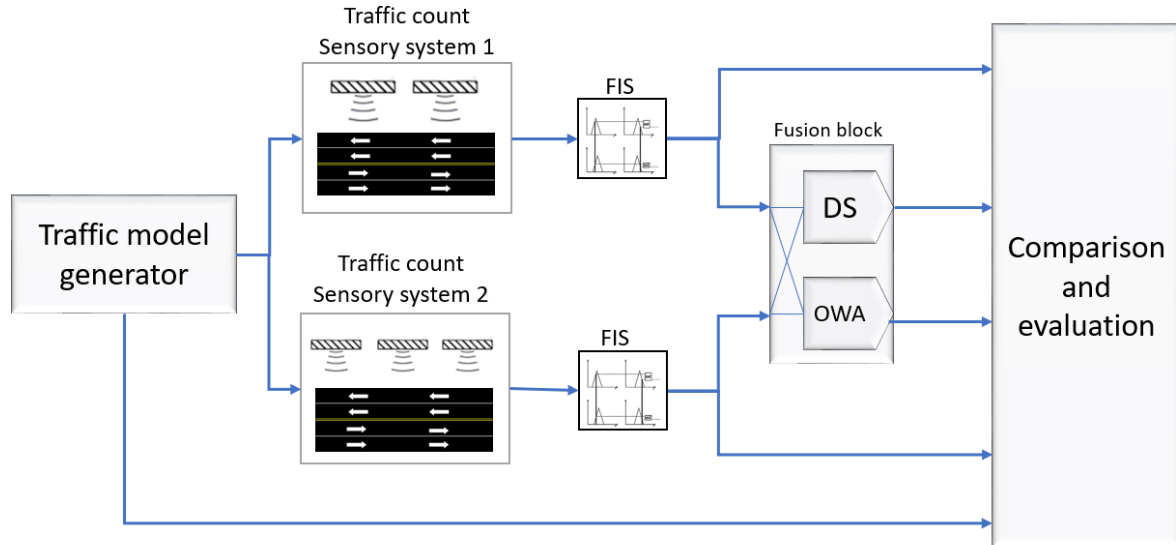 Traffic count
Sensory system 1
FIS
Fusion block
DS
Traffic model
generator
Comparison
and
evaluation
Traffic count
Sensory system 2
OWA
FIS